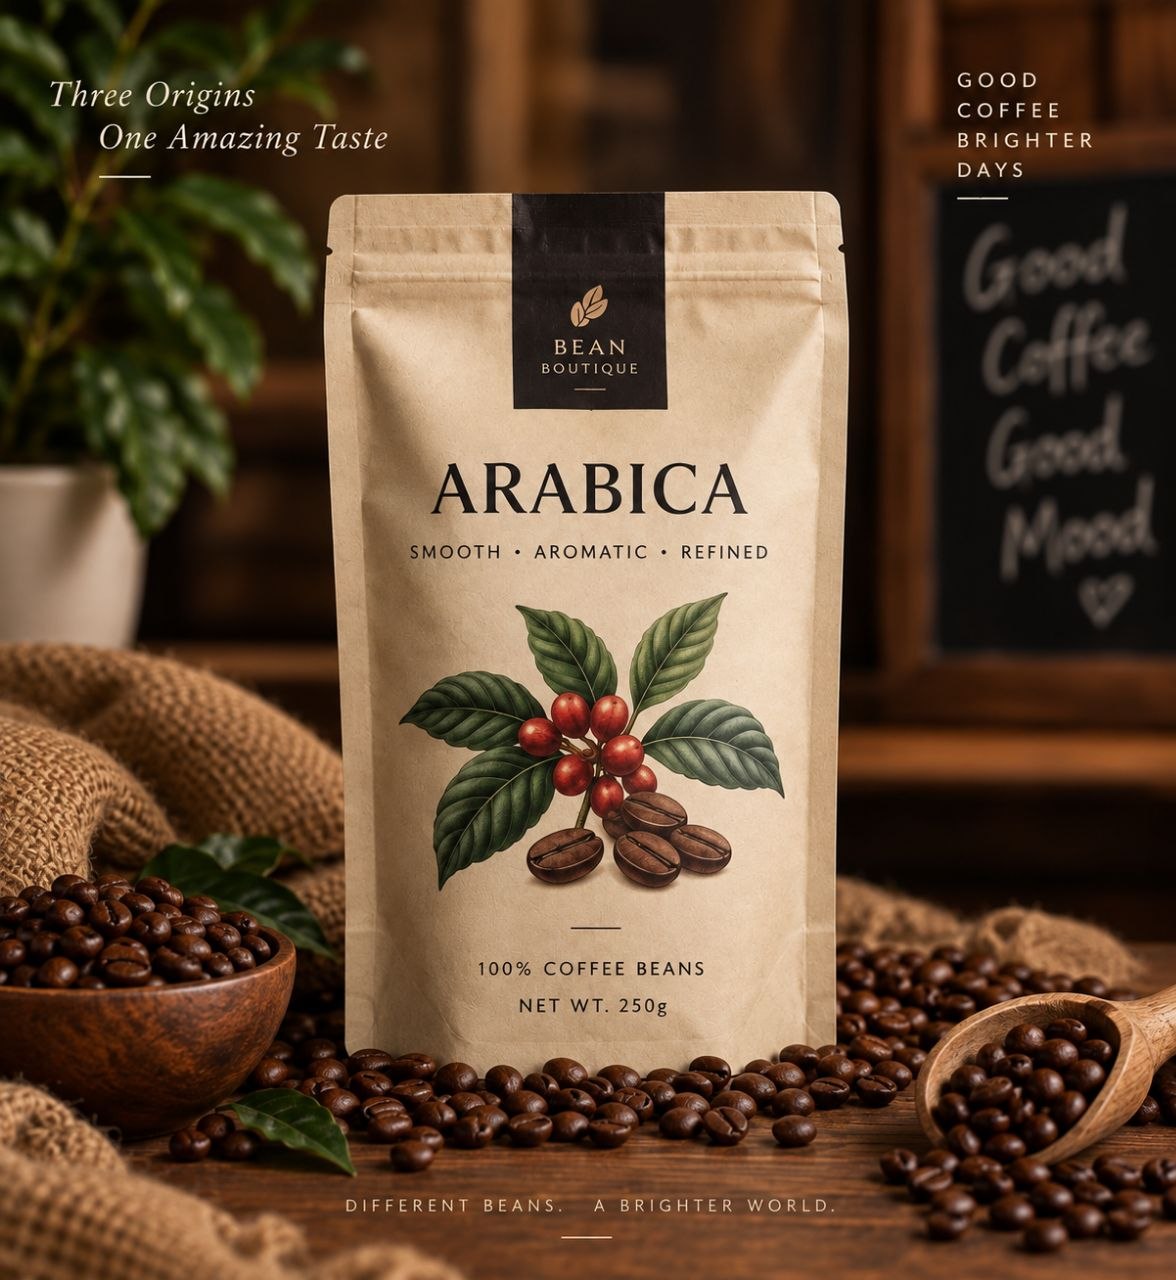 Three Origins
One Amazing Taste
GOOD
COFFEE
BRIGHTER
DAYS
Good
Coffee
Good
Mood
BEAN
BOUTIQUE
ARABICA
SMOOTH • AROMATIC • REFINED
100% COFFEE BEANS
NET WT. 250g
DIFFERENT BEANS. A BRIGHTER WORLD.